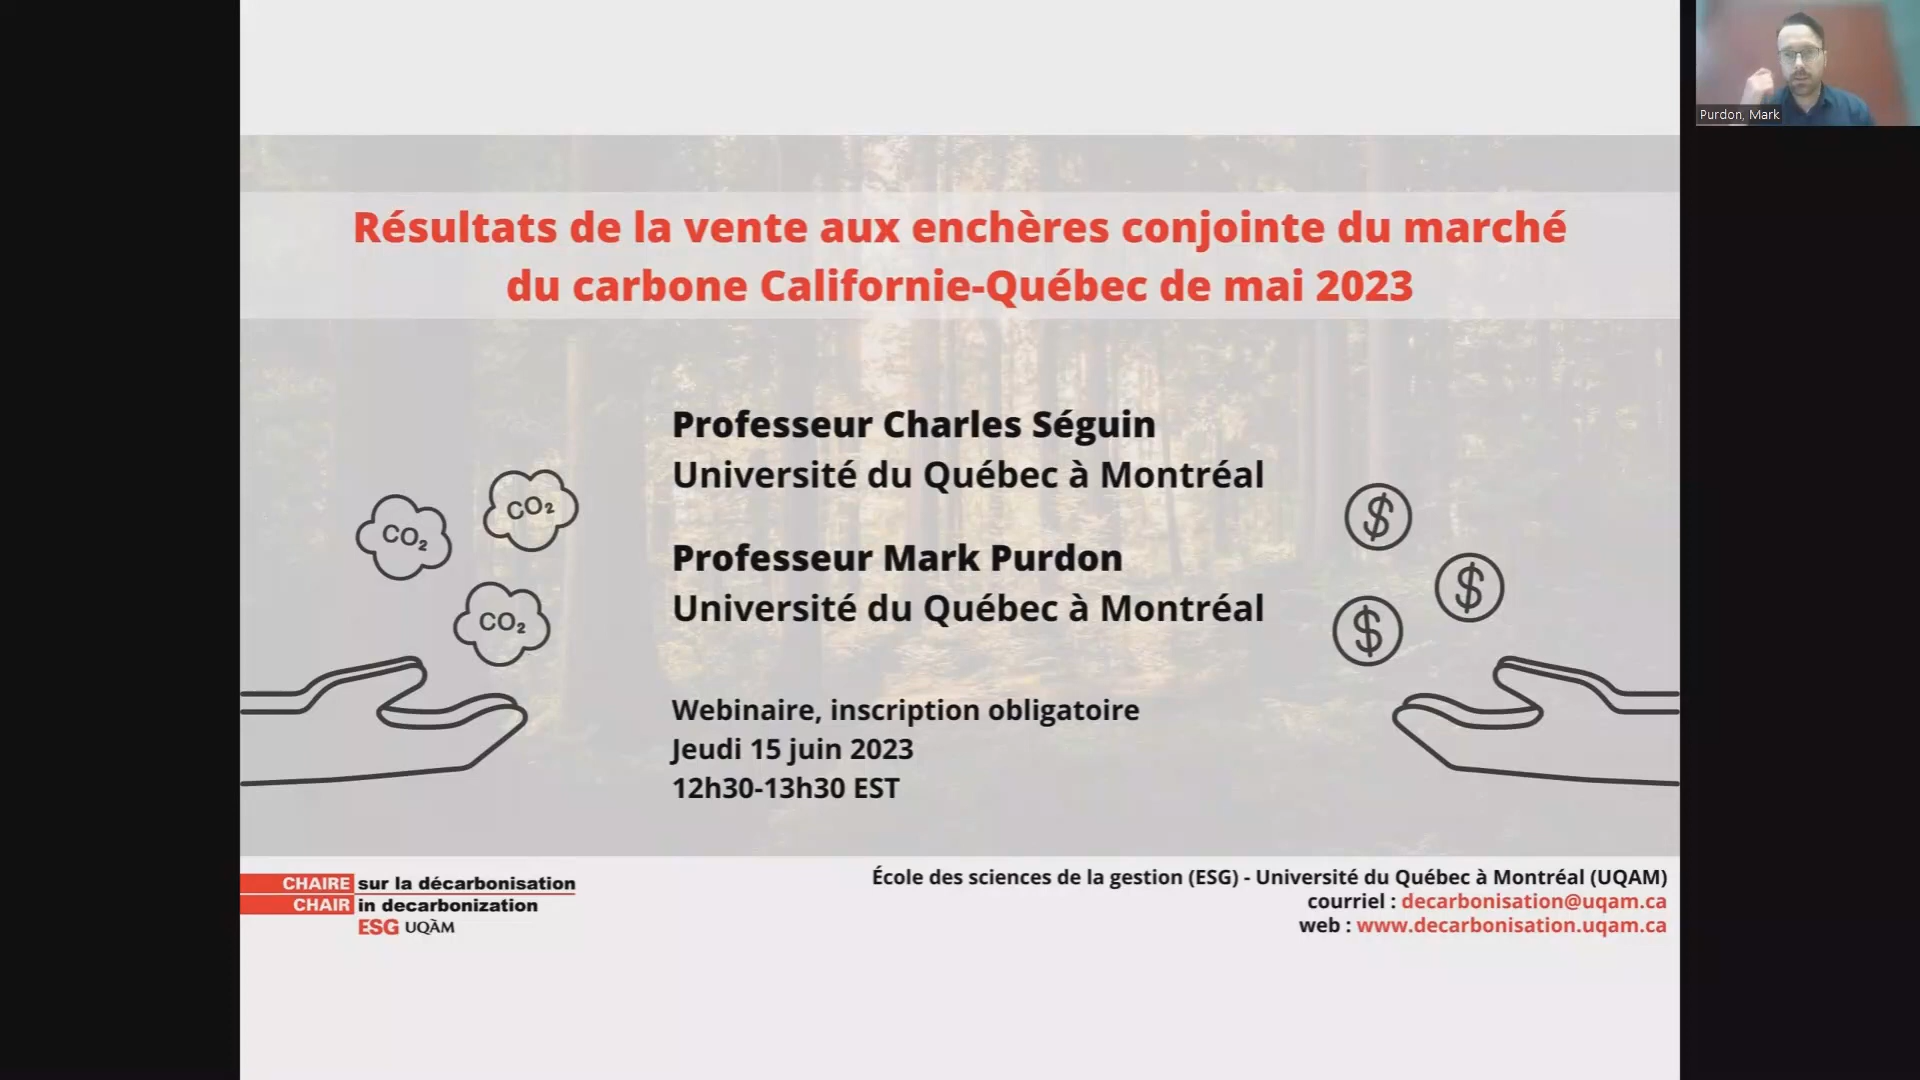 Purdon, Mark
Résultats de la vente aux enchères conjointe du marché
du carbone Californie-Québec de mai 2023
Professeur Charles Séguin
Université du Québec à Montréal
Professeur Mark Purdon
Université du Québec à Montréal
CO₂
CO₂
CO₂
$
$
$
Webinaire, inscription obligatoire
Jeudi 15 juin 2023
12h30-13h30 EST
CHAIRE sur la décarbonisation
CHAIR in decarbonization
ESG UQÀM
École des sciences de la gestion (ESG) - Université du Québec à Montréal (UQAM)
courriel : decarbonisation@uqam.ca
web : www.decarbonisation.uqam.ca